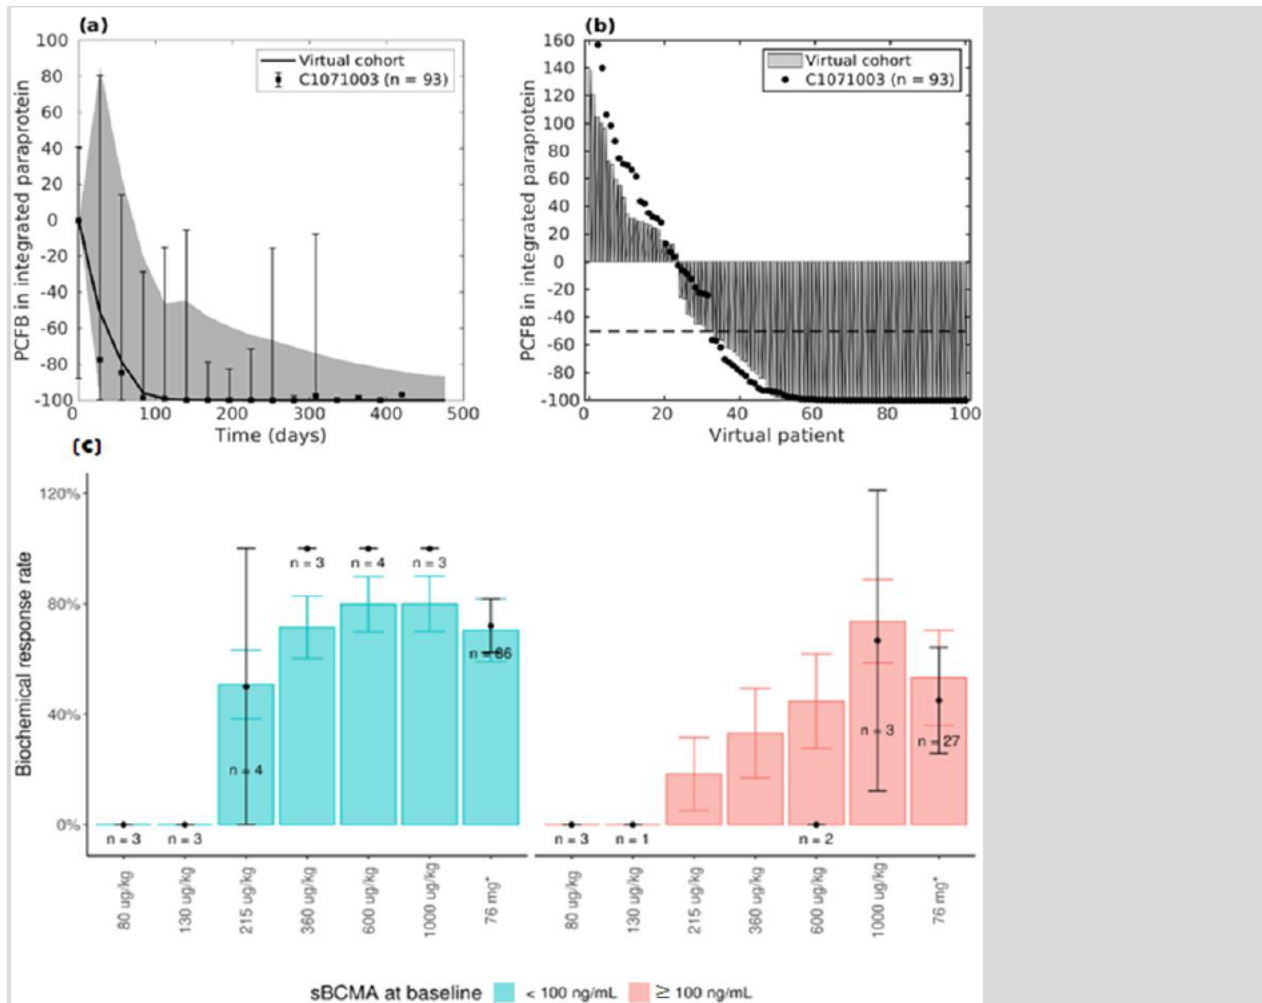 (a)
100
80
60
40
20
0
-20
-40
-60
-80
-100
PCFB in integrated paraprotein
Virtual cohort
C1071003 (n = 93)
0
100
200
300
400
500
Time (days)
(b)
160
140
120
100
80
60
40
20
0
-20
-40
-60
-80
-100
PCFB in integrated paraprotein
Virtual cohort
C1071003 (n = 93)
0
20
40
60
80
100
Virtual patient
(c)
120%
80%
40%
0%
Biochemical response rate
n = 3
n = 3
n = 4
n = 3
n = 4
n = 3
n = 66
n = 3
n = 1
n = 2
n = 3
n = 27
80 ug/kg
130 ug/kg
215 ug/kg
360 ug/kg
600 ug/kg
1000 ug/kg
76 mg*
80 ug/kg
130 ug/kg
215 ug/kg
360 ug/kg
600 ug/kg
1000 ug/kg
76 mg*
sBCMA at baseline < 100 ng/mL ≥ 100 ng/mL